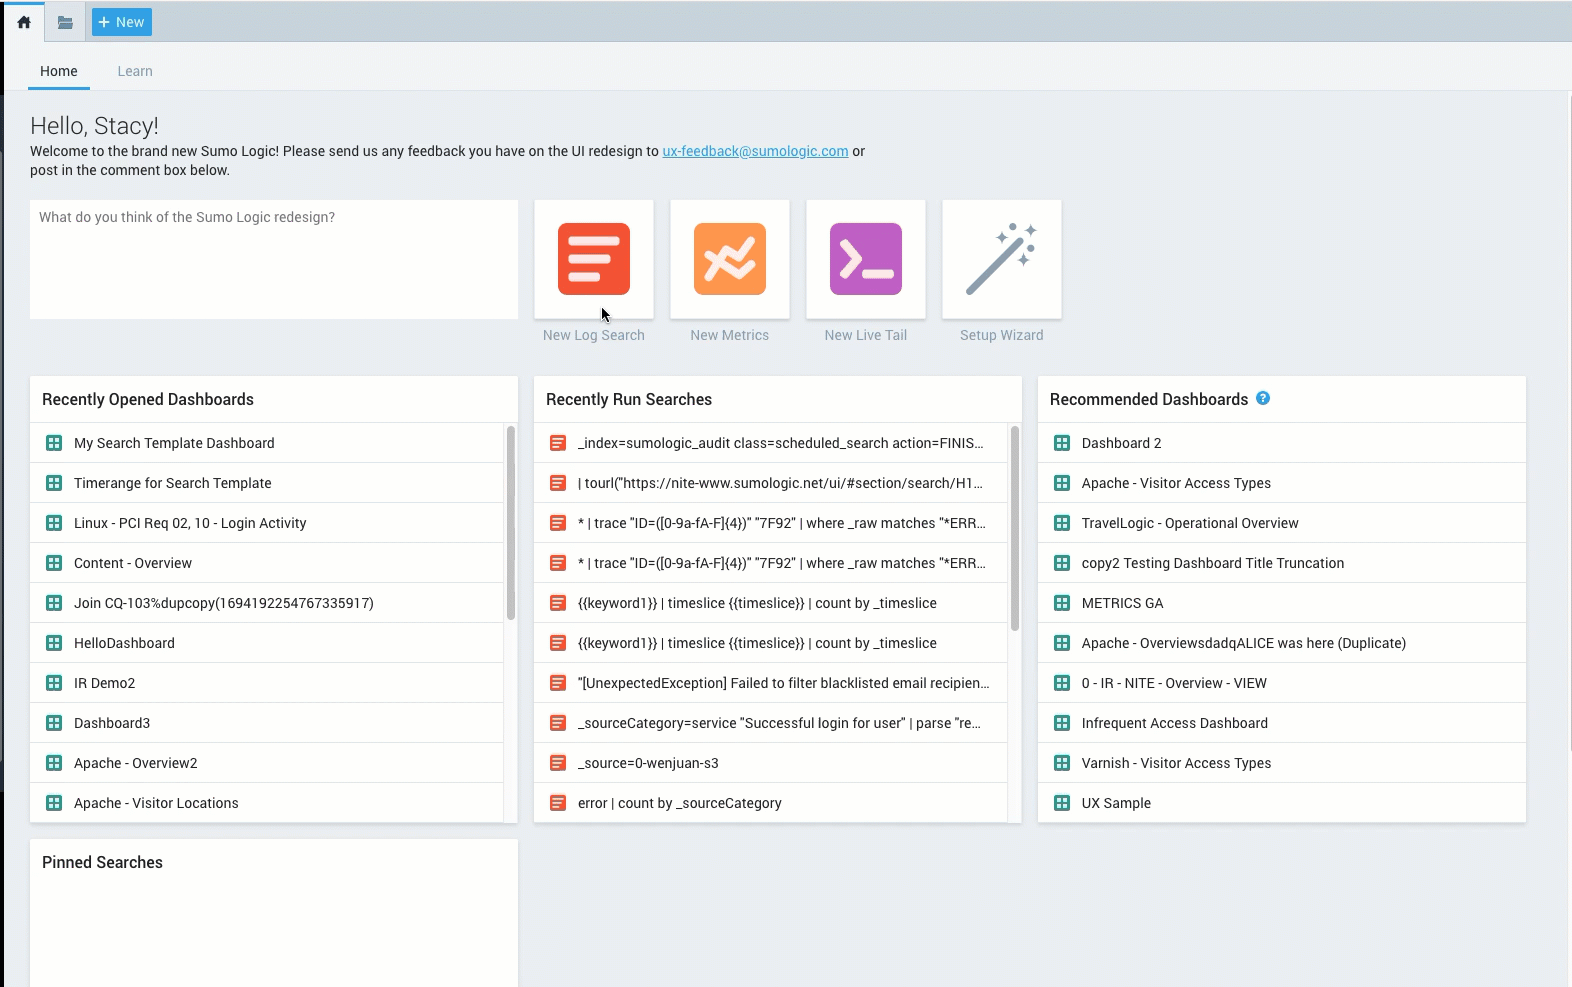 + New
Home
Learn
Hello, Stacy!
Welcome to the brand new Sumo Logic! Please send us any feedback you have on the UI redesign to ux-feedback@sumologic.com or
post in the comment box below.
What do you think of the Sumo Logic redesign?
New Log Search
New Metrics
New Live Tail
Setup Wizard
Recently Opened Dashboards
My Search Template Dashboard
Timerange for Search Template
Linux - PCI Req 02, 10 - Login Activity
Content - Overview
Join CQ-103%dupcopy(1694192254767335917)
HelloDashboard
IR Demo2
Dashboard3
Apache - Overview2
Apache - Visitor Locations
Recently Run Searches
_index=sumologic_audit class=scheduled_search action=FINIS...
| tourl("https://nite-www.sumologic.net/ui/#section/search/H1...
* | trace "ID=([0-9a-fA-F]{4})" "7F92" | where _raw matches "*ERR...
* | trace "ID=([0-9a-fA-F]{4})" "7F92" | where _raw matches "*ERR...
{{keyword1}} | timeslice {{timeslice}} | count by _timeslice
{{keyword1}} | timeslice {{timeslice}} | count by _timeslice
"[UnexpectedException] Failed to filter blacklisted email recipien...
_sourceCategory=service "Successful login for user" | parse "re...
_source=0-wenjuan-s3
error | count by _sourceCategory
Recommended Dashboards ?
Dashboard 2
Apache - Visitor Access Types
TravelLogic - Operational Overview
copy2 Testing Dashboard Title Truncation
METRICS GA
Apache - OverviewsdadqALICE was here (Duplicate)
0 - IR - NITE - Overview - VIEW
Infrequent Access Dashboard
Varnish - Visitor Access Types
UX Sample
Pinned Searches